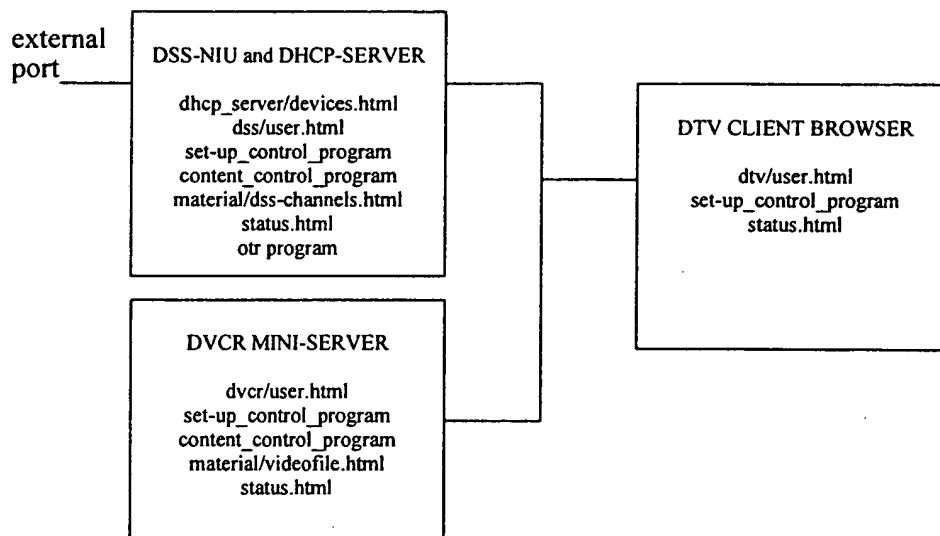 external
port
DSS-NIU and DHCP-SERVER
dhcp_server/devices.html
dss/user.html
set-up_control_program
content_control_program
material/dss-channels.html
status.html
otr program
DVCR MINI-SERVER
dvcr/user.html
set-up_control_program
content_control_program
material/videofile.html
status.html
DTV CLIENT BROWSER
dtv/user.html
set-up_control_program
status.html